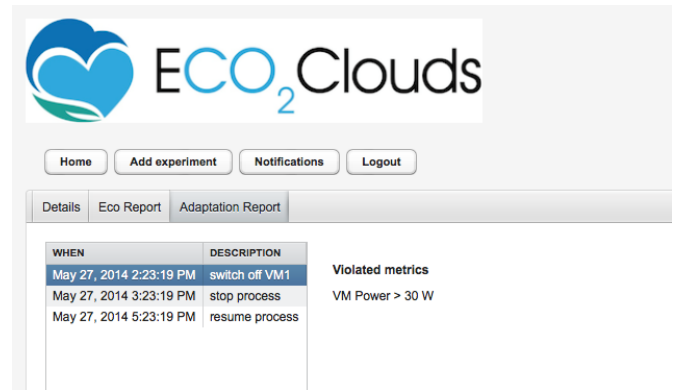 ECO2Clouds
Home Add experiment Notifications Logout
Details Eco Report Adaptation Report
WHEN DESCRIPTION
May 27, 2014 2:23:19 PM switch off VM1
May 27, 2014 3:23:19 PM stop process
May 27, 2014 5:23:19 PM resume process
Violated metrics
VM Power > 30 W